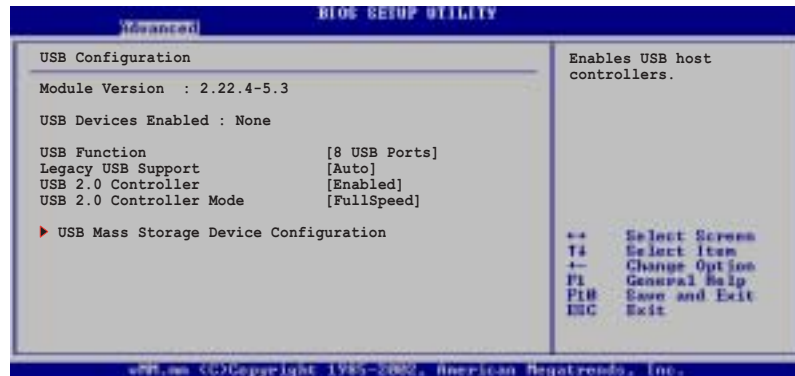 BIOS SETUP UTILITY
Advanced
USB Configuration
Module Version : 2.22.4-5.3
USB Devices Enabled : None
USB Function [8 USB Ports]
Legacy USB Support [Auto]
USB 2.0 Controller [Enabled]
USB 2.0 Controller Mode [FullSpeed]
USB Mass Storage Device Configuration
Enables USB host
controllers.
↔ Select Screen
↑↓ Select Item
+- Change Option
F1 General Help
F10 Save and Exit
ESC Exit
(C)Copyright 1985-2002, American Megatrends, Inc.